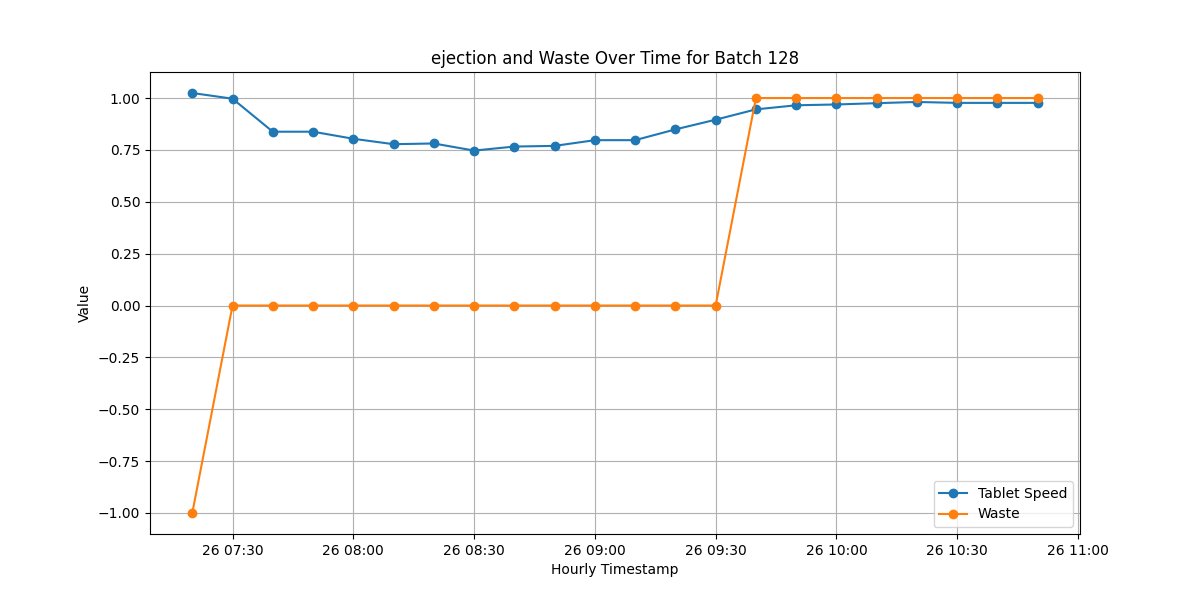 ejection and Waste Over Time for Batch 128
Value
1.00
0.75
0.50
0.25
0.00
−0.25
−0.50
−0.75
−1.00
Tablet Speed
Waste
26 07:30 26 08:00 26 08:30 26 09:00 26 09:30 26 10:00 26 10:30 26 11:00
Hourly Timestamp